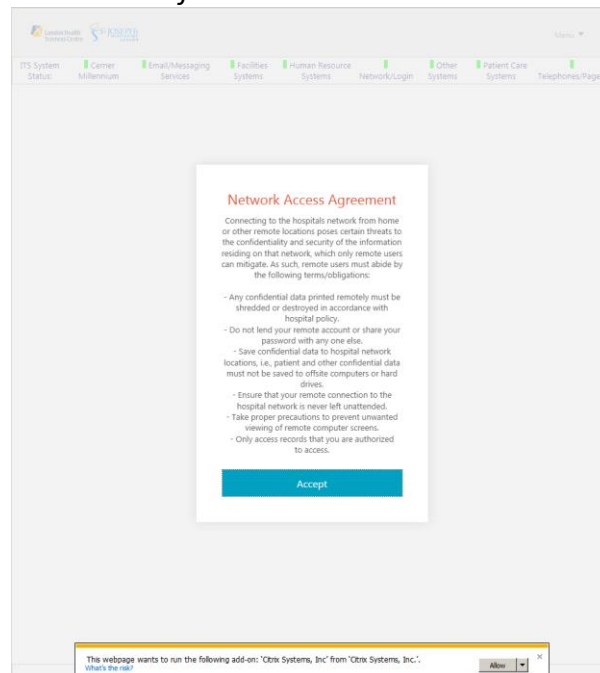 London Health
Sciences Centre
ST JOSEPH'S
Menu
ITS System
Status:
Cerner
Millennium
Email/Messaging
Services
Facilities
Systems
Human Resource
Systems
Network/Login
Other
Systems
Patient Care
Systems
Telephones/Page
Network Access Agreement
Connecting to the hospitals network from home
or other remote locations poses certain threats to
the confidentiality and security of the information
residing on that network, which only remote users
can mitigate. As such, remote users must abide by
the following terms/obligations:
- Any confidential data printed remotely must be
shredded or destroyed in accordance with
hospital policy.
- Do not lend your remote account or share your
password with any one else.
- Save confidential data to hospital network
locations, i.e., patient and other confidential data
must not be saved to offsite computers or hard
drives.
- Ensure that your remote connection to the
hospital network is never left unattended.
- Take proper precautions to prevent unwanted
viewing of remote computer screens.
- Only access records that you are authorized
to access.
Accept
This webpage wants to run the following add-on: 'Citrix Systems, Inc' from 'Citrix Systems, Inc.'.
What's the risk?
Allow